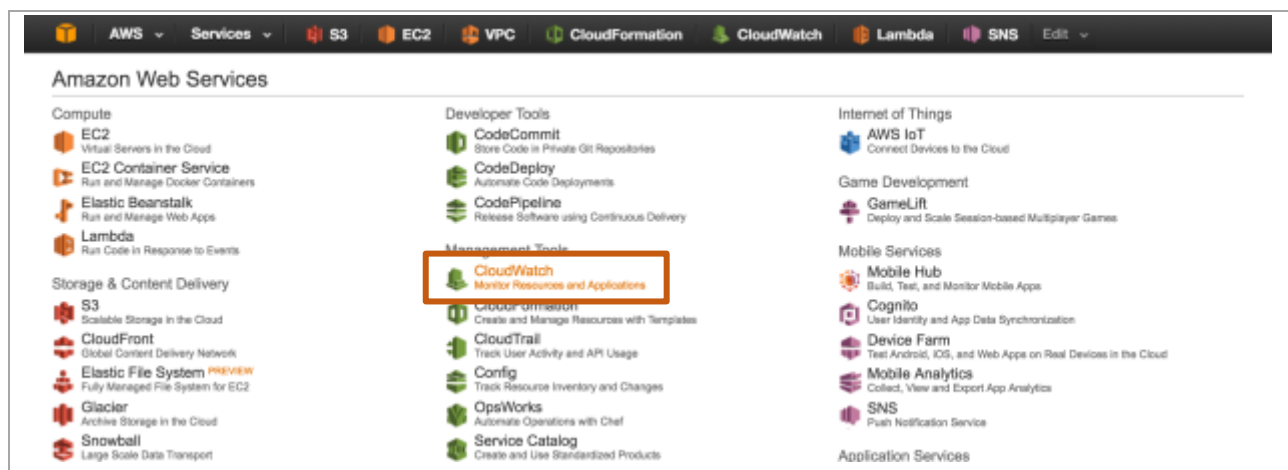 AWS Services S3 EC2 VPC CloudFormation CloudWatch Lambda SNS Edit
Amazon Web Services
Compute
EC2
Virtual Servers in the Cloud
EC2 Container Service
Run and Manage Docker Containers
Elastic Beanstalk
Run and Manage Web Apps
Lambda
Run Code in Response to Events
Storage & Content Delivery
S3
Scalable Storage in the Cloud
CloudFront
Global Content Delivery Network
Elastic File System PREVIEW
Fully Managed File System for EC2
Glacier
Archive Storage in the Cloud
Snowball
Large Scale Data Transport
Developer Tools
CodeCommit
Store Code in Private Git Repositories
CodeDeploy
Automate Code Deployments
CodePipeline
Release Software using Continuous Delivery
Management Tools
CloudWatch
Monitor Resources and Applications
CloudFormation
Create and Manage Resources with Templates
CloudTrail
Track User Activity and API Usage
Config
Track Resource Inventory and Changes
OpsWorks
Automate Operations with Chef
Service Catalog
Create and Use Standardized Products
Internet of Things
AWS IoT
Connect Devices to the Cloud
Game Development
GameLift
Deploy and Scale Session-based Multiplayer Games
Mobile Services
Mobile Hub
Build, Test, and Monitor Mobile Apps
Cognito
User Identity and App Data Synchronization
Device Farm
Test Android, iOS, and Web Apps on Real Devices in the Cloud
Mobile Analytics
Collect, View and Export App Analytics
SNS
Push Notification Service
Application Services